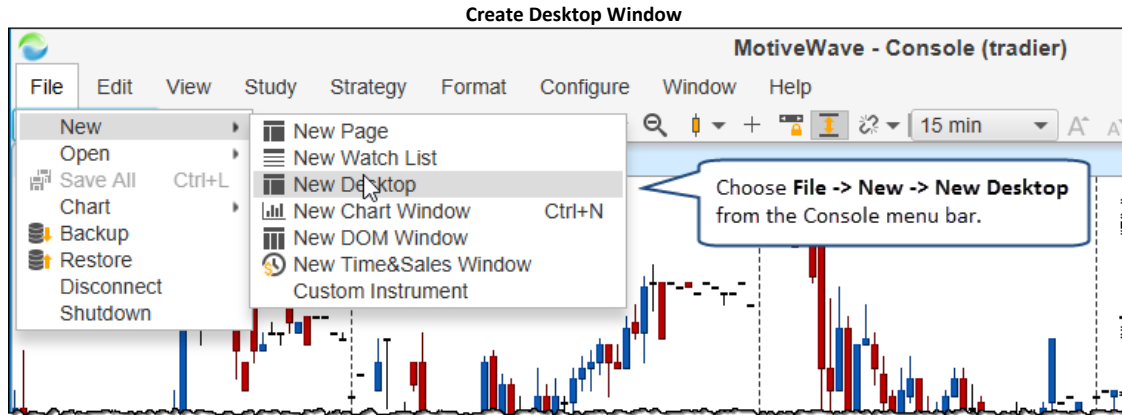 Create Desktop Window
MotiveWave - Console (tradier)
File Edit View Study Strategy Format Configure Window Help
15 min A A
New
Open
Save All Ctrl+L
Chart
Backup
Restore
Disconnect
Shutdown
New Page
New Watch List
New Desktop
New Chart Window Ctrl+N
New DOM Window
New Time&Sales Window
Custom Instrument
Choose File -> New -> New Desktop
from the Console menu bar.